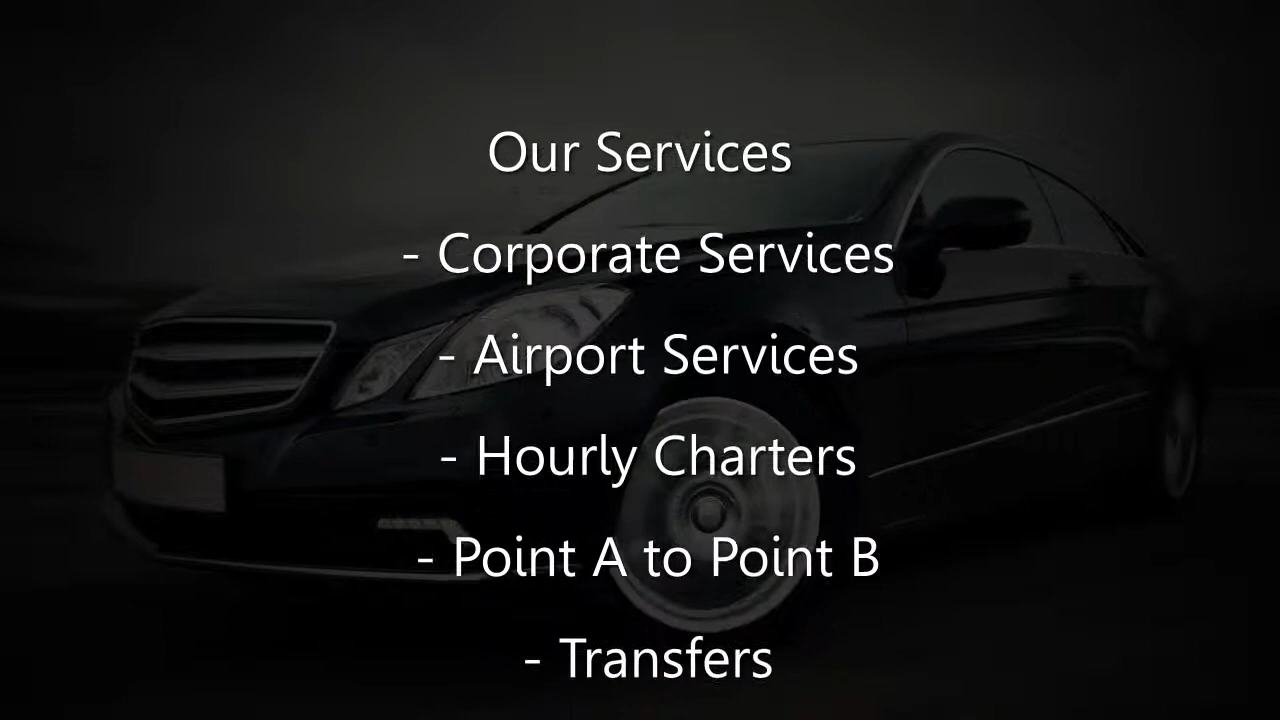 Our Services
- Corporate Services
- Airport Services
- Hourly Charters
- Point A to Point B
- Transfers